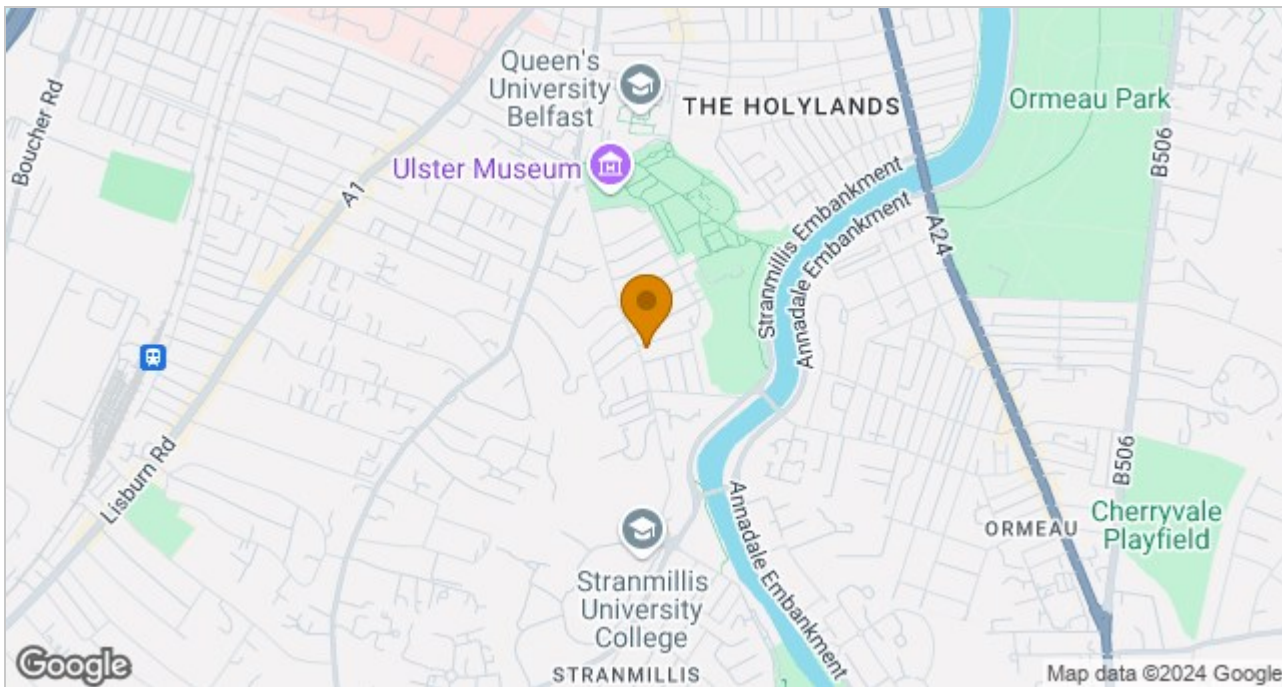 Queen's
University
Belfast
THE HOLYLANDS
Ormeau Park
Boucher Rd
Ulster Museum
A1
B506
Stranmillis Embankment
Annadale Embankment
A24
Lisburn Rd
B506
Annadale Embankment
ORMEAU
Cherryvale
Playfield
Stranmillis
University
College
STRANMILLIS
Google
Map data ©2024 Google